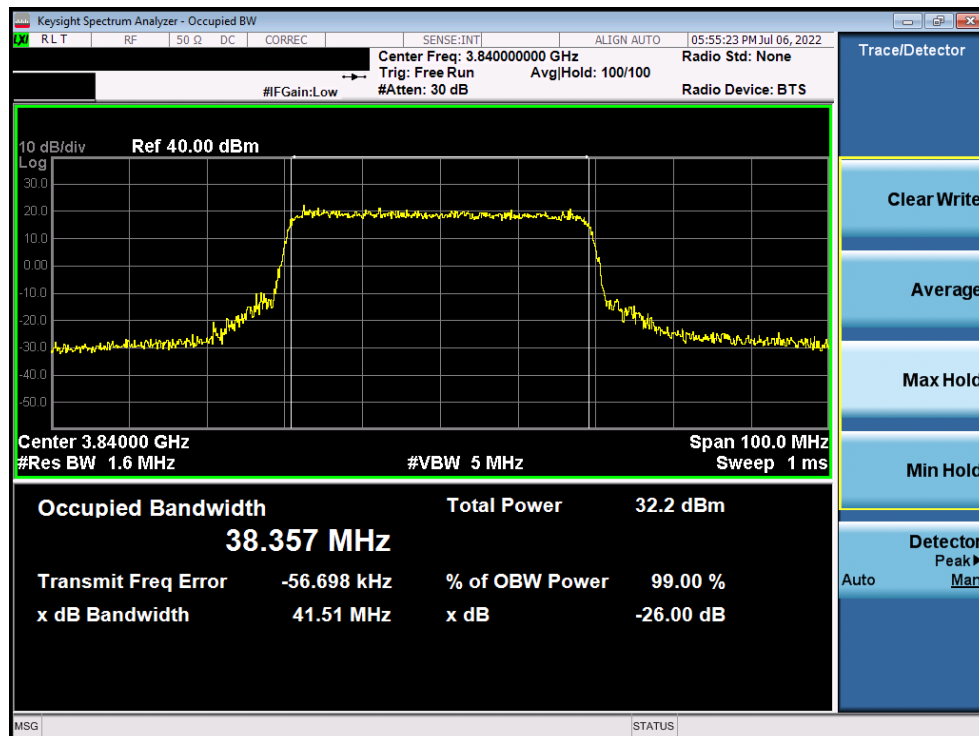 Keysight Spectrum Analyzer - Occupied BW
LXI RLT RF 50 Ω DC CORREC SENSE:INT ALIGN AUTO 05:55:23 PM Jul 06, 2022
Center Freq: 3.840000000 GHz Radio Std: None
Trig: Free Run Avg|Hold: 100/100
#IFGain:Low #Atten: 30 dB Radio Device: BTS
Trace/Detector
10 dB/div Ref 40.00 dBm
Log
30.0
20.0
10.0
0.00
-10.0
-20.0
-30.0
-40.0
-50.0
Center 3.84000 GHz Span 100.0 MHz
#Res BW 1.6 MHz #VBW 5 MHz Sweep 1 ms
Occupied Bandwidth Total Power 32.2 dBm
38.357 MHz
Transmit Freq Error -56.698 kHz % of OBW Power 99.00 %
x dB Bandwidth 41.51 MHz x dB -26.00 dB
Clear Write
Average
Max Hold
Min Hold
Detector
Peak▶
Auto Man
MSG STATUS